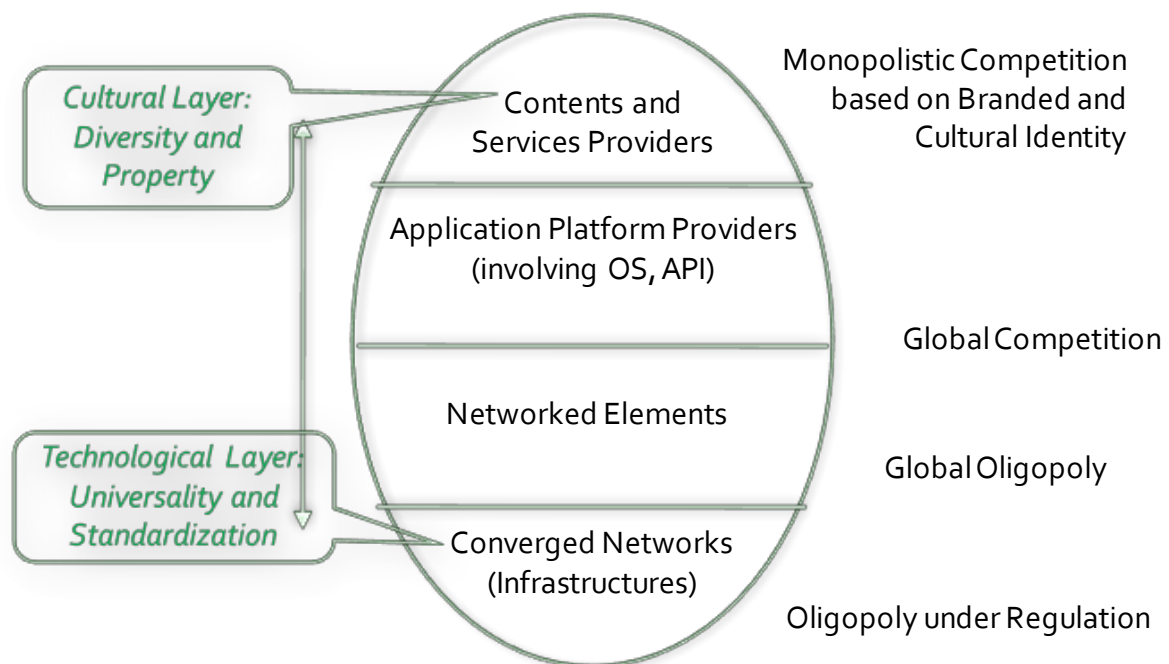 Cultural Layer:
Diversity and
Property
Contents and
Services Providers
Monopolistic Competition
based on Branded and
Cultural Identity
Application Platform Providers
(involving OS, API)
Global Competition
Networked Elements
Global Oligopoly
Technological Layer:
Universality and
Standardization
Converged Networks
(Infrastructures)
Oligopoly under Regulation